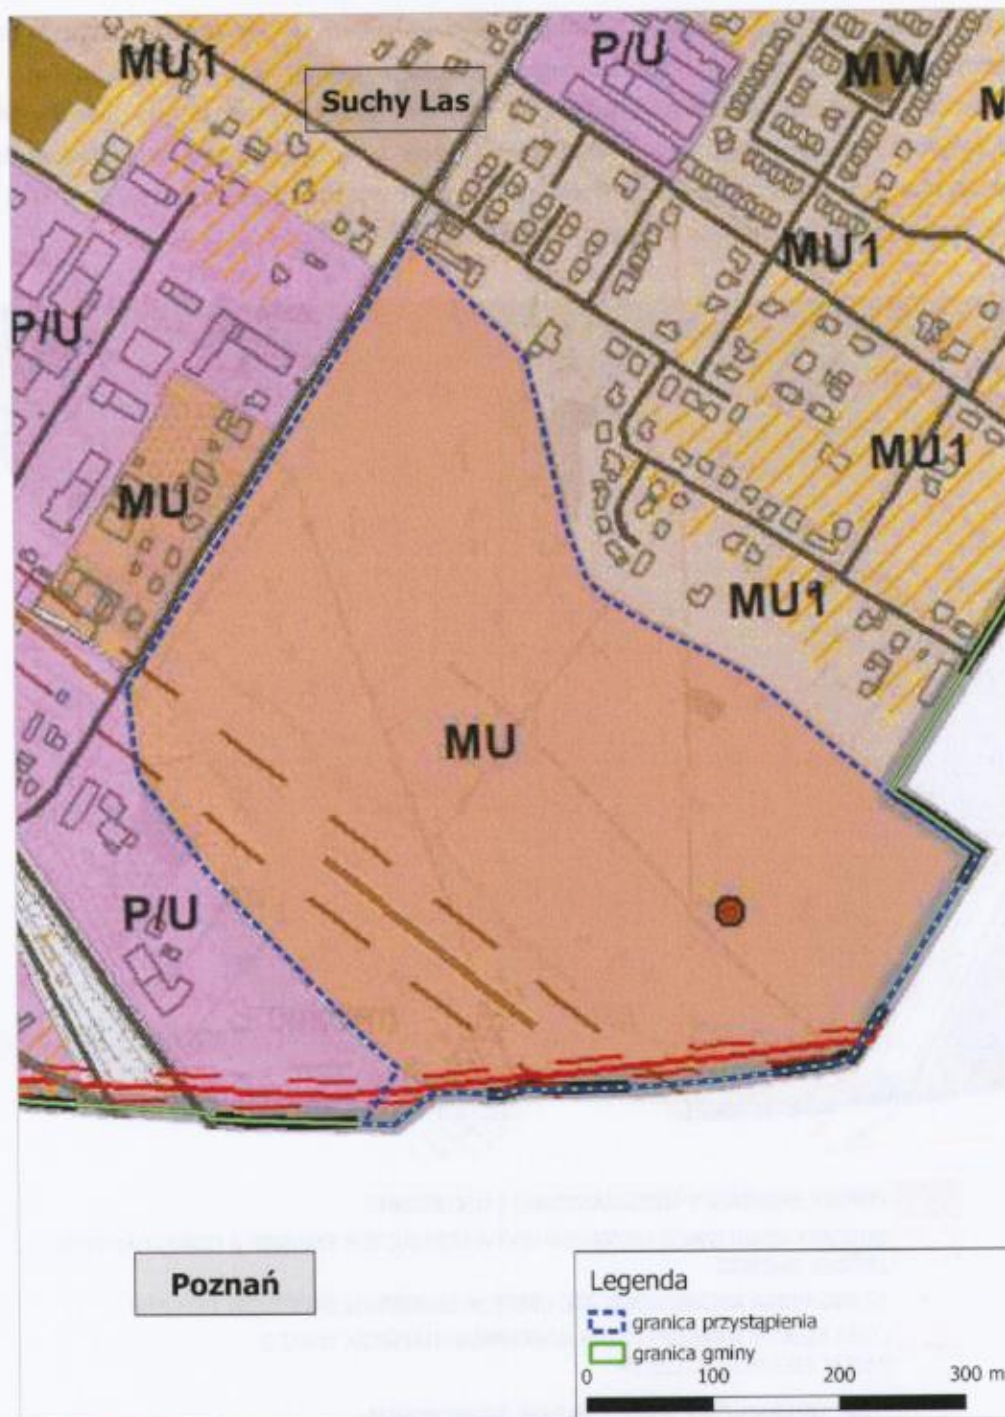 MU1
P/U
MW
Suchy Las
MU1
P/U
MU1
MU
MU1
MU
P/U
Poznań
Legenda
granica przystąpienia
granica gminy
0 100 200 300 m